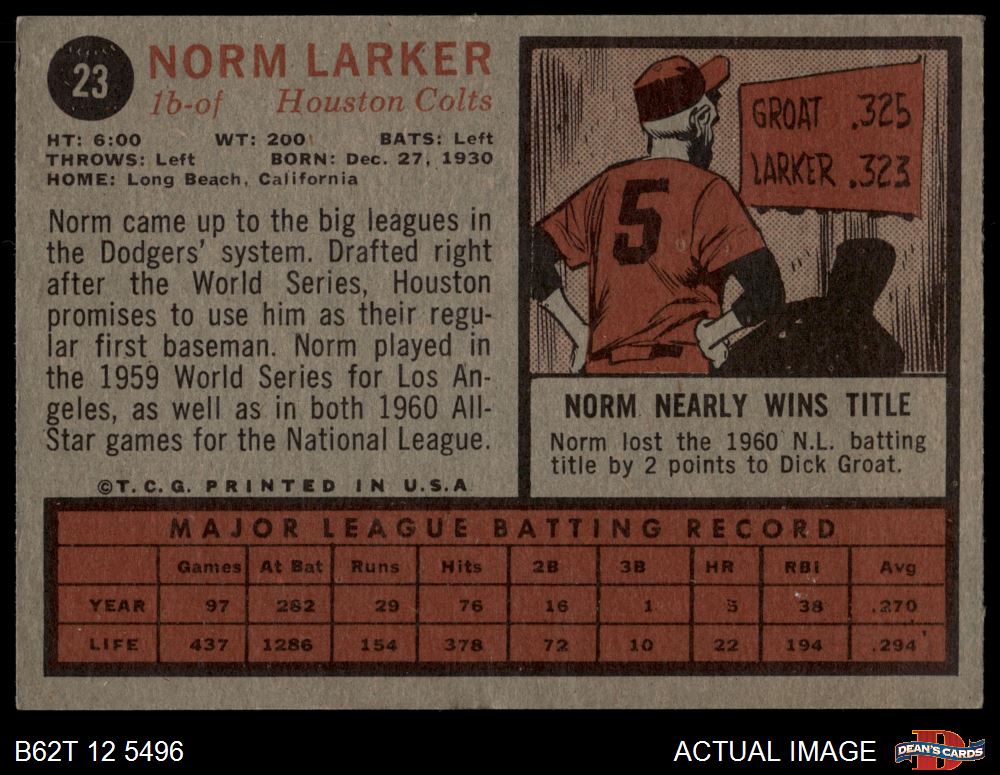 23
NORM LARKER
1b-of Houston Colts
HT: 6:00 WT: 200 BATS: Left
THROWS: Left BORN: Dec. 27, 1930
HOME: Long Beach, California
Norm came up to the big leagues in
the Dodgers' system. Drafted right
after the World Series, Houston
promises to use him as their regu-
lar first baseman. Norm played in
the 1959 World Series for Los An-
geles, as well as in both 1960 All-
Star games for the National League.
©T.C.G. PRINTED IN U.S.A
GROAT .325
LARKER .323
5
NORM NEARLY WINS TITLE
Norm lost the 1960 N.L. batting
title by 2 points to Dick Groat.
MAJOR LEAGUE BATTING RECORD
Games At Bat Runs Hits 2B 3B HR RBI Avg
YEAR 97 282 29 76 16 1 5 38 .270
LIFE 437 1286 154 378 72 10 22 194 .294
B62T 12 5496
ACTUAL IMAGE
D
DEAN'S CARDS